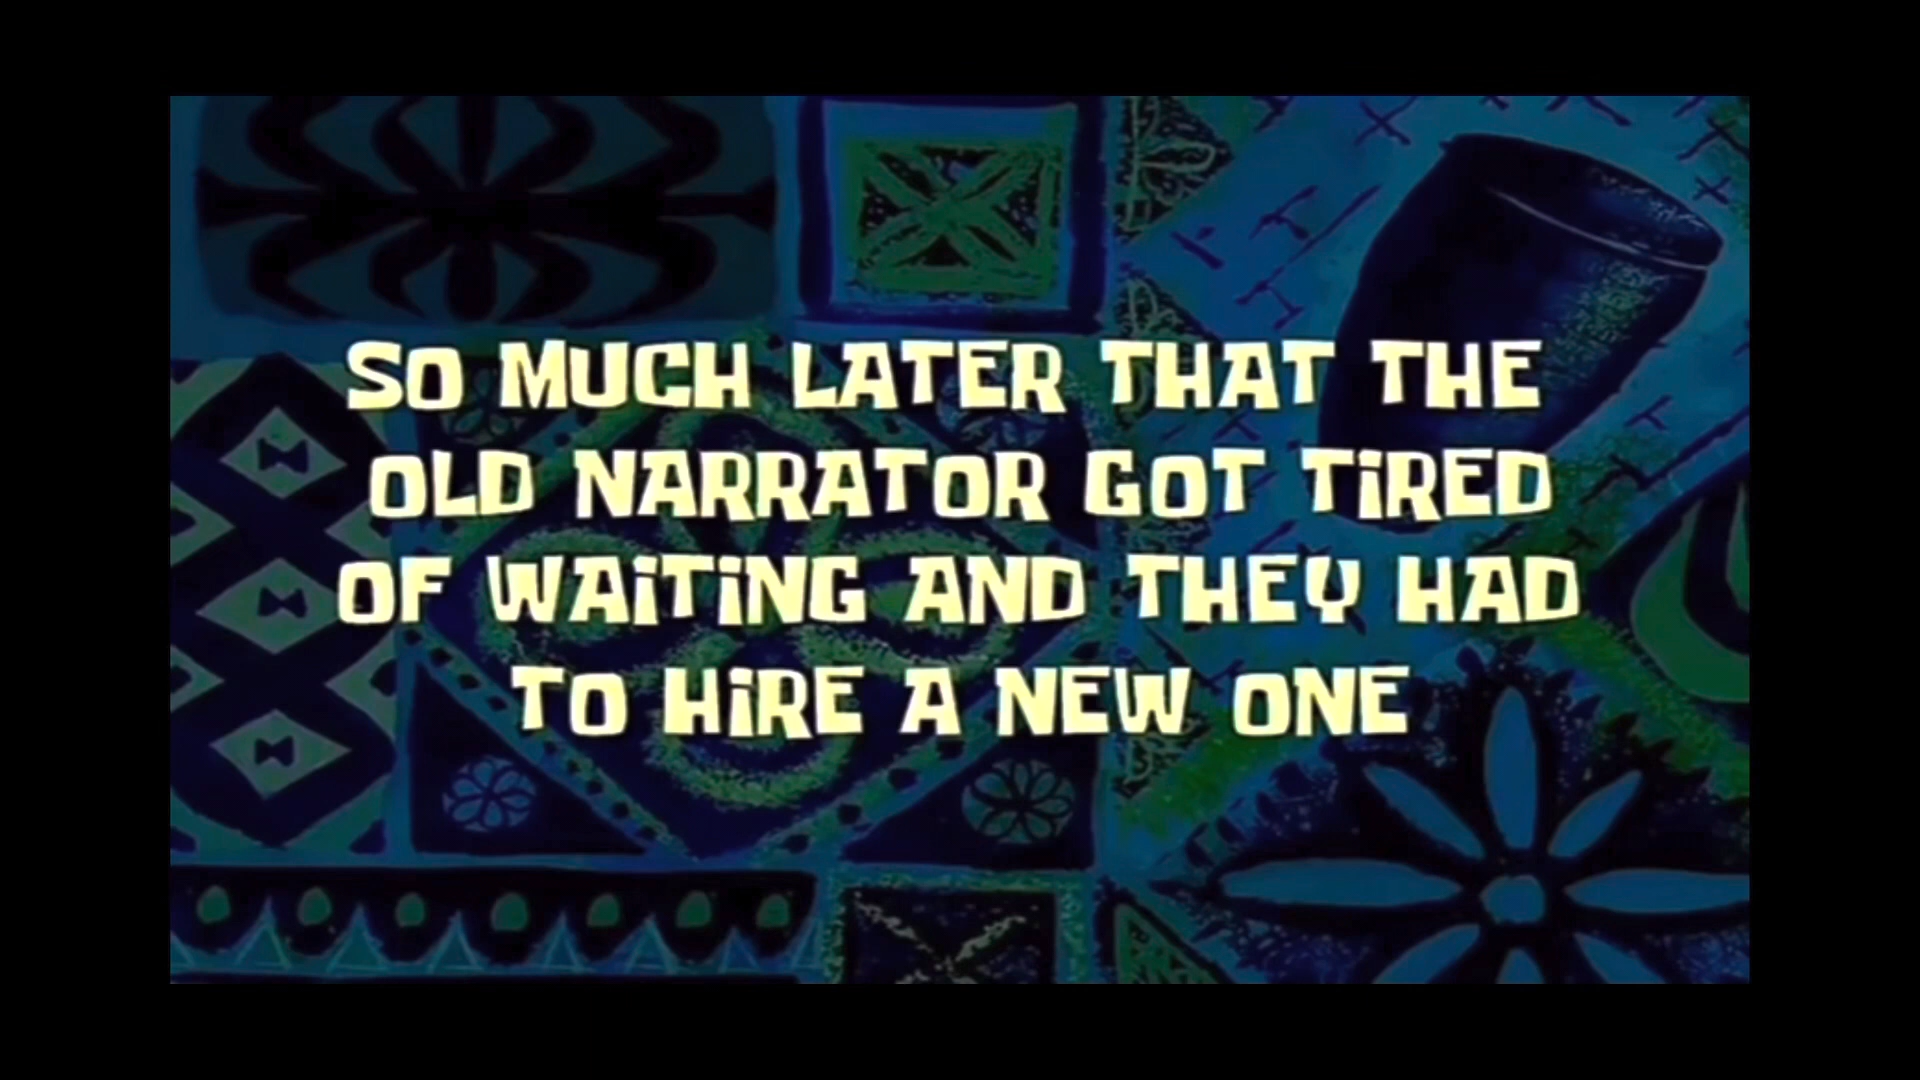 SO MUCH LATER THAT THE
OLD NARRATOR GOT TiRED
OF WAiTiNG AND THEY HAD
TO HiRE A NEW ONE